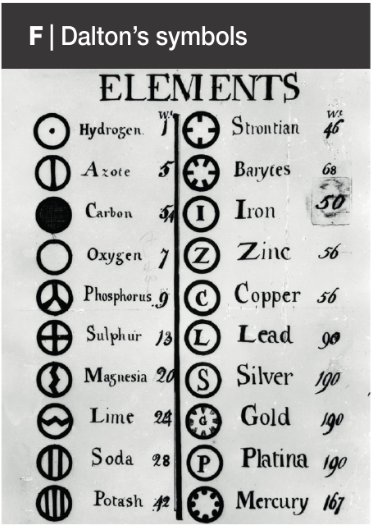 F | Dalton's symbols
ELEMENTS
Wt
Hydrogen 1
Azote 5
Carbon 5,4
Oxygen 7
Phosphorus 9
Sulphur 13
Magnesia 20
Lime 24
Soda 28
Potash 42
Wt
Strontian 46
Barytes 68
I Iron 50
Z Zinc 56
C Copper 56
L Lead 90
S Silver 190
G Gold 190
P Platina 190
Mercury 167